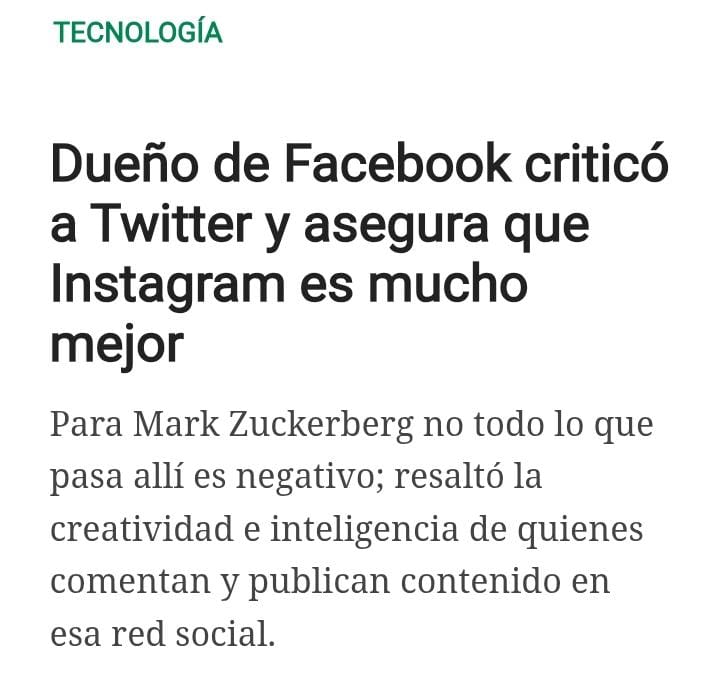 TECNOLOGÍA
Dueño de Facebook criticó
a Twitter y asegura que
Instagram es mucho
mejor
Para Mark Zuckerberg no todo lo que
pasa allí es negativo; resaltó la
creatividad e inteligencia de quienes
comentan y publican contenido en
esa red social.